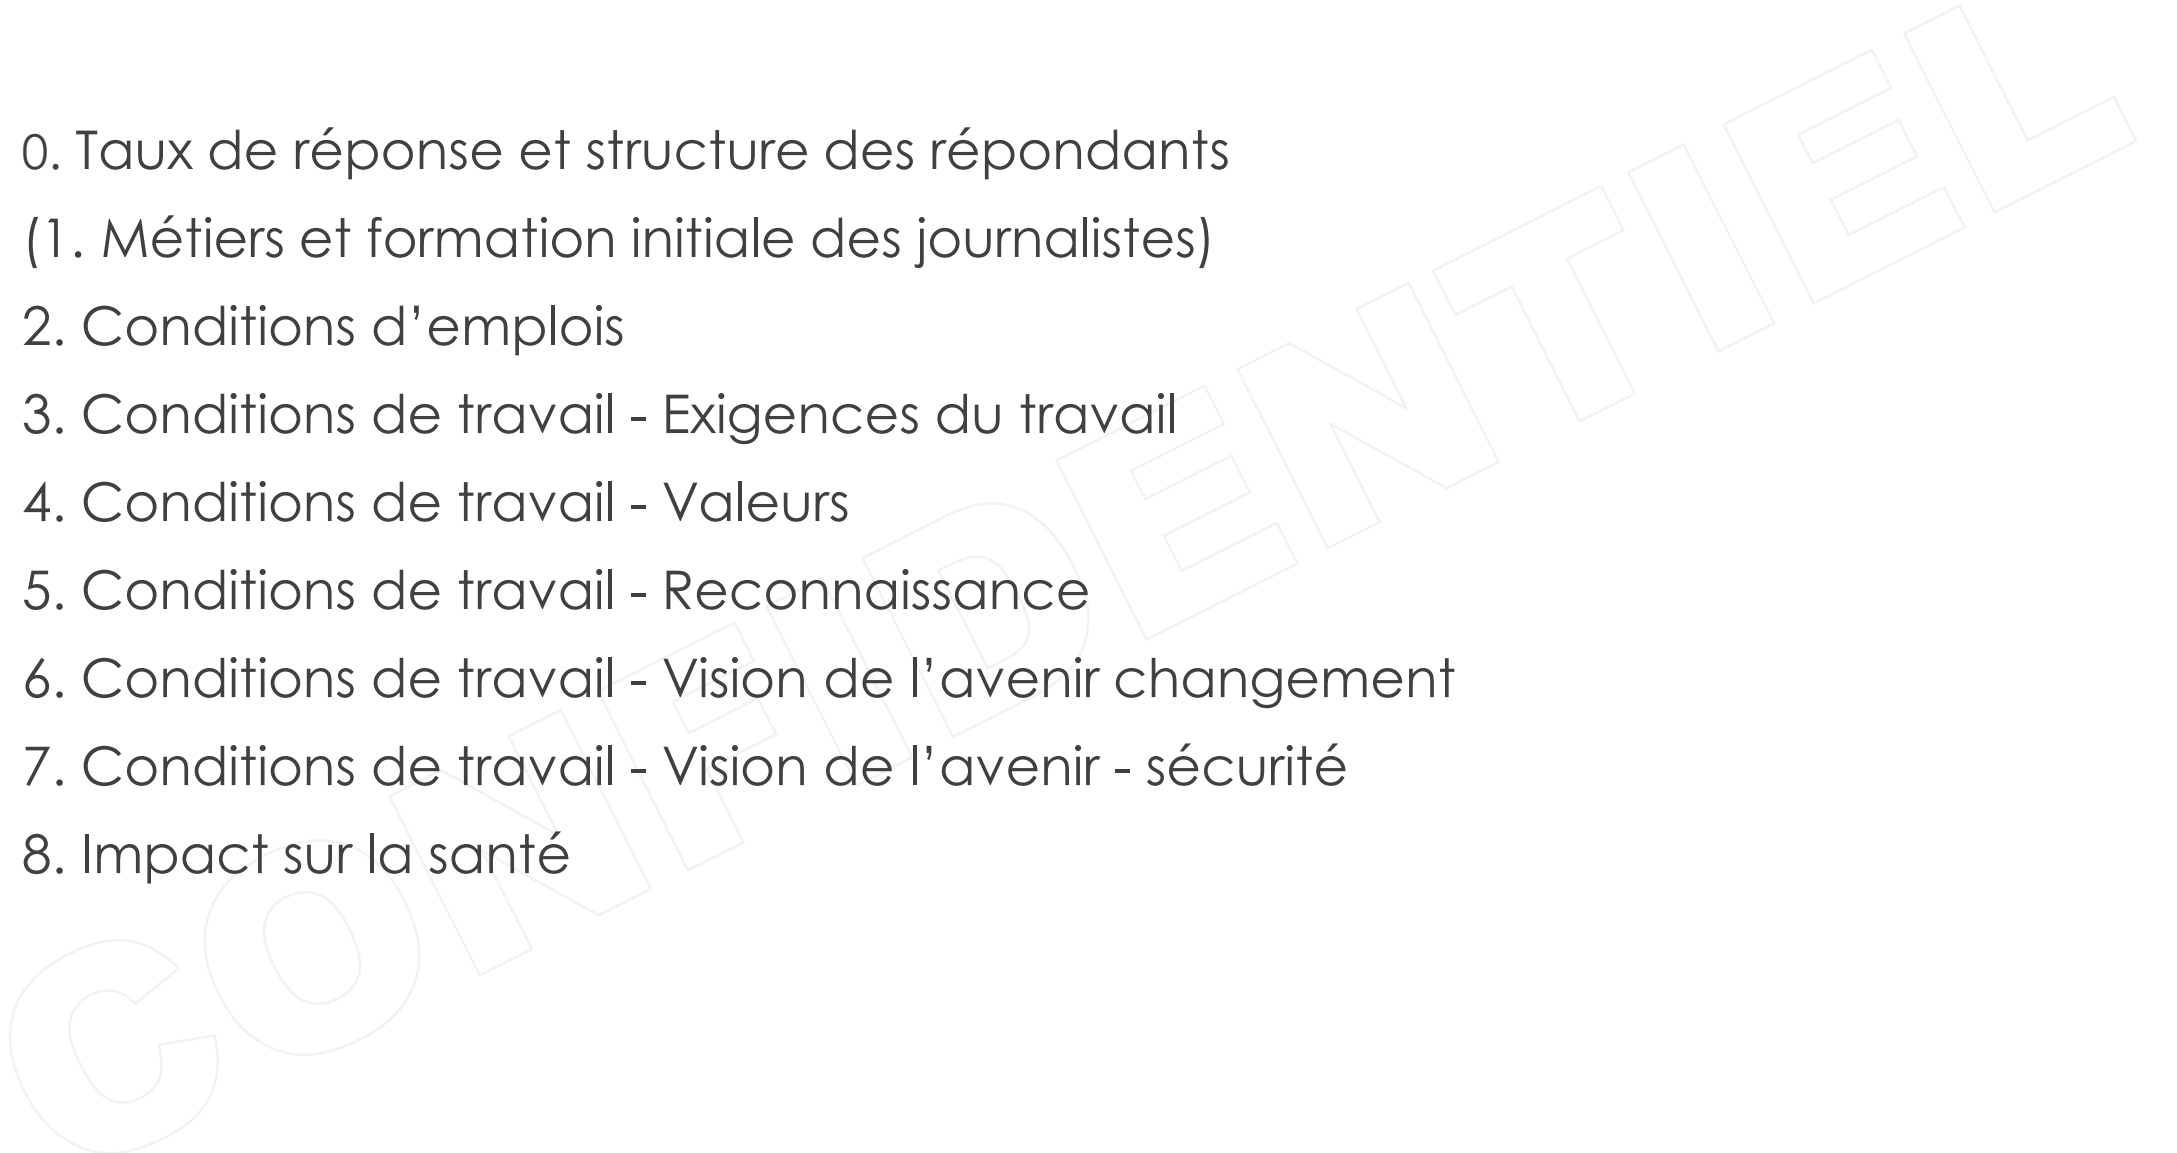 0. Taux de réponse et structure des répondants
(1. Métiers et formation initiale des journalistes)
2. Conditions d’emplois
3. Conditions de travail - Exigences du travail
4. Conditions de travail - Valeurs
5. Conditions de travail - Reconnaissance
6. Conditions de travail - Vision de l’avenir changement
7. Conditions de travail - Vision de l’avenir - sécurité
8. Impact sur la santé
CONFIDENTIEL